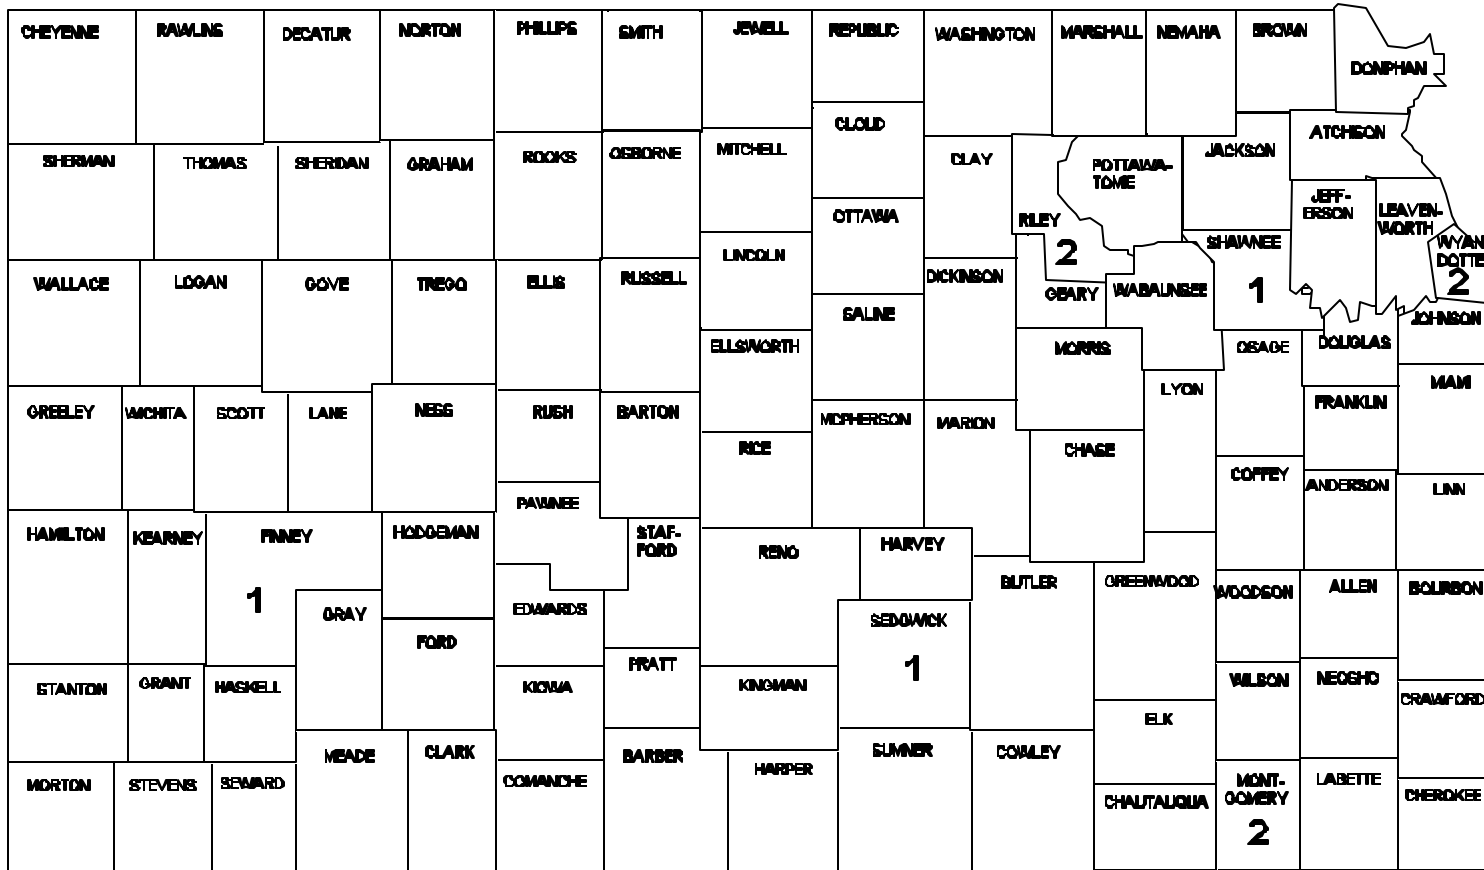 CHEYENNE
RAWLINS
DECATUR
NORTON
PHILLIPS
SMITH
JEWELL
REPUBLIC
WASHINGTON
MARSHALL
NEMAHA
BROWN
DONPHAN
SHERMAN
THOMAS
SHERIDAN
GRAHAM
ROOKS
OSBORNE
MITCHELL
CLOUD
CLAY
POTTAWA-
TOMIE
JACKSON
ATCHISON
OTTAWA
RILEY
2
SHAWNEE
1
JEFF-
ERSON
LEAVEN-
WORTH
WYAN
DOTTE
2
WALLACE
LOGAN
GOVE
TREGO
ELLIS
RUSSELL
LINCOLN
SALINE
DICKINSON
GEARY
WABAUNSEE
ELLSWORTH
MORRIS
OSAGE
DOUGLAS
JOHNSON
GREELEY
WICHITA
SCOTT
LANE
NESS
RUSH
BARTON
RICE
MCPHERSON
MARION
CHASE
LYON
FRANKLIN
MIAMI
COFFEY
ANDERSON
LINN
HAMILTON
KEARNEY
FINNEY
1
HODGEMAN
PAWNEE
STAF-
FORD
RENO
HARVEY
BUTLER
GREENWOOD
WOODSON
ALLEN
BOURBON
GRAY
FORD
EDWARDS
SEDGWICK
1
STANTON
GRANT
HASKELL
KIOWA
PRATT
KINGMAN
ELK
WILSON
NEOSHO
CRAWFORD
MORTON
STEVENS
SEWARD
MEADE
CLARK
COMANCHE
BARBER
HARPER
SUMNER
COWLEY
CHAUTAUQUA
MONT-
GOMERY
2
LABETTE
CHEROKEE